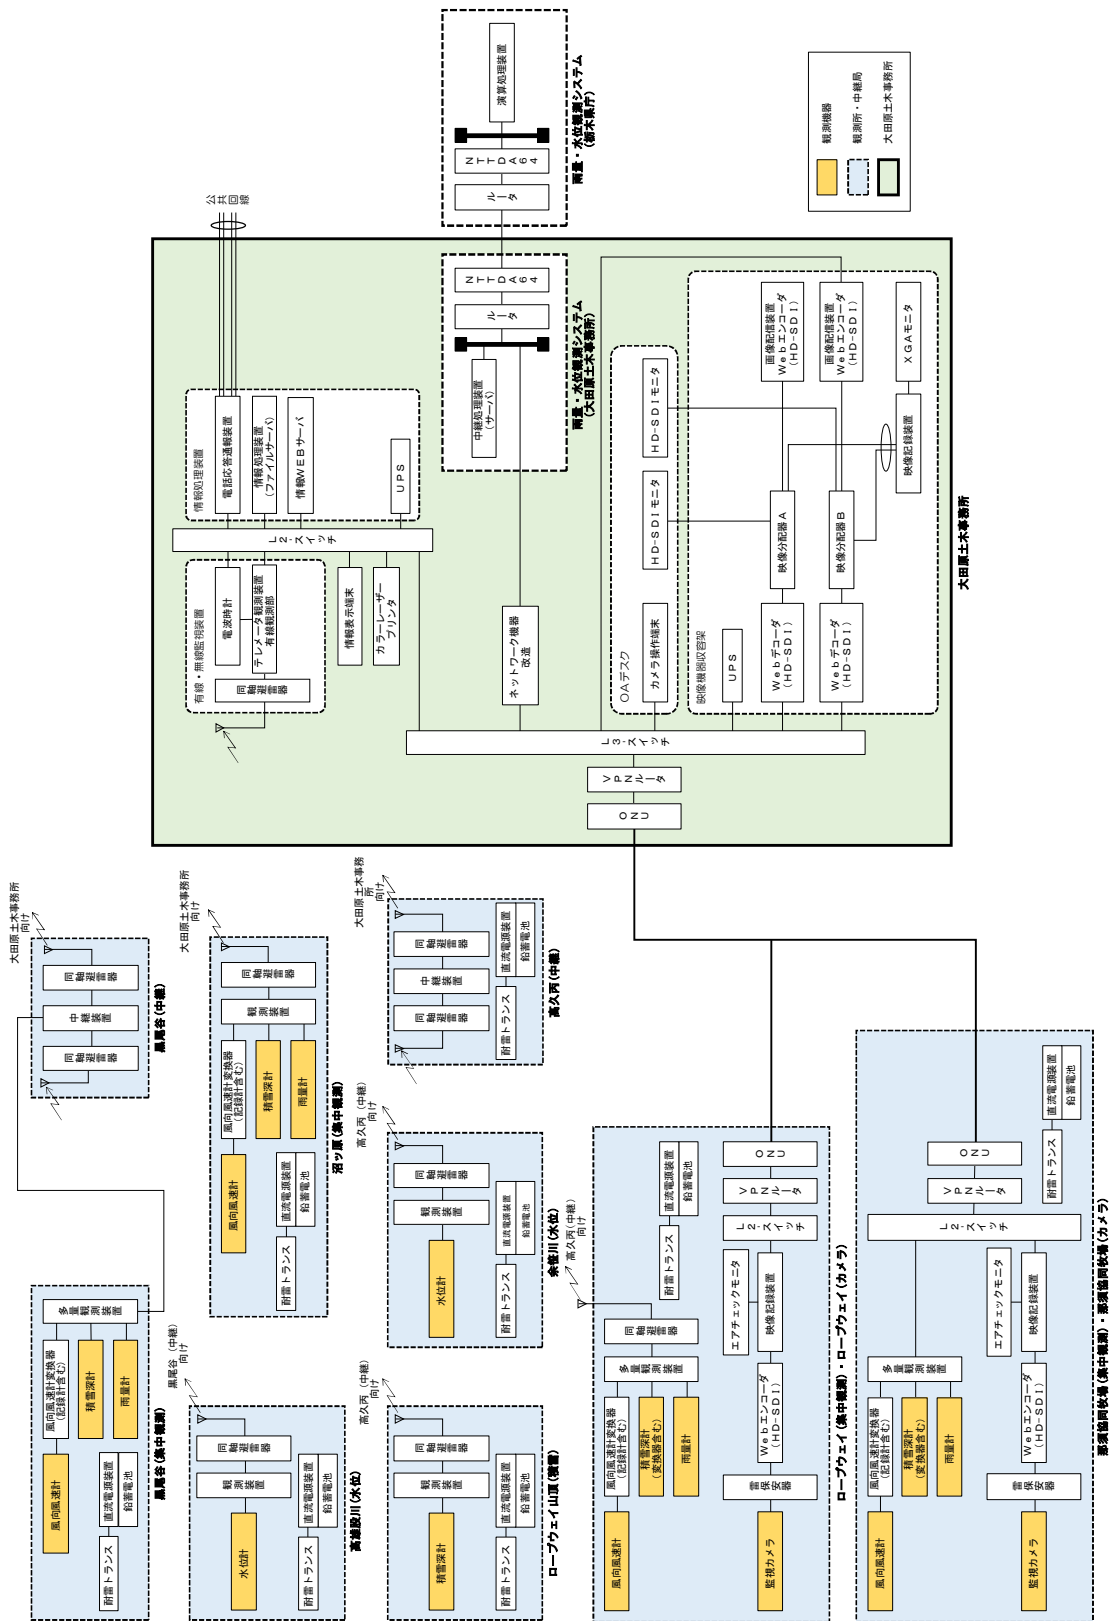 公共回線
情報処理装置
電話応答通報装置
情報処理装置
(ファイルサーバ)
情報WEBサーバ
UPS
L2-スイッチ
有線・無線監視装置
電波時計
テレメータ観測装置
有線観測部
同軸避雷器
情報表示端末
カラーレーザー
プリンタ
演算処理装置
NTTDA64
ルータ
雨量・水位観測システム
(栃木県庁)
NTTDA64
ルータ
中継処理装置
(サーバ)
雨量・水位観測システム
(大田原土木事務所)
ネットワーク機器
改造
観測機器
観測所・中継局
大田原土木事務所
OAデスク
HD-SDIモニタ
HD-SDIモニタ
カメラ操作端末
映像機器収容架
画像配信装置
Webエンコーダ
(HD-SDI)
画像配信装置
Webエンコーダ
(HD-SDI)
XGAモニタ
映像記録装置
映像分配器A
映像分配器B
UPS
Webデコーダ
(HD-SDI)
Webデコーダ
(HD-SDI)
大田原土木事務所
L3-スイッチ
VPNルータ
ONU
大田原土木事務所
向け
同軸避雷器
中継装置
同軸避雷器
黒尾谷(中継)
大田原土木事務所
向け
同軸避雷器
観測装置
風向風速計変換器
(記録計含む)
積雪深計
雨量計
風向風速計
直流電源装置
鉛蓄電池
耐雷トランス
沼ッ原(集中観測)
大田原土木事務
所
向け
同軸避雷器
中継装置
同軸避雷器
直流電源装置
鉛蓄電池
耐雷トランス
高久丙(中継)
多量観測装置
風向風速計変換器
(記録計含む)
積雪深計
雨量計
風向風速計
直流電源装置
鉛蓄電池
耐雷トランス
黒尾谷(集中観測)
黒尾谷(中継)
向け
同軸避雷器
観測装置
水位計
直流電源装置
鉛蓄電池
耐雷トランス
高雄股川(水位)
高久丙(中継)
向け
同軸避雷器
観測装置
水位計
直流電源装置
鉛蓄電池
耐雷トランス
余笹川(水位)
高久丙(中継)
向け
同軸避雷器
観測装置
積雪深計
直流電源装置
鉛蓄電池
耐雷トランス
ロープウェイ山頂(積雪)
高久丙(中継)
向け
同軸避雷器
多量観測装置
風向風速計変換器
(記録計含む)
積雪深計
(変換器含む)
雨量計
風向風速計
直流電源装置
鉛蓄電池
耐雷トランス
ONU
VPNルータ
L2-スイッチ
エアチェックモニタ
映像記録装置
Webエンコーダ
(HD-SDI)
雷保安器
監視カメラ
ロープウェイ(集中観測)・ロープウェイ(カメラ)
直流電源装置
鉛蓄電池
耐雷トランス
ONU
VPNルータ
L2-スイッチ
多量観測装置
風向風速計変換器
(記録計含む)
積雪深計
(変換器含む)
雨量計
風向風速計
エアチェックモニタ
映像記録装置
Webエンコーダ
(HD-SDI)
雷保安器
監視カメラ
那須協同牧場(集中観測)・那須協同牧場(カメラ)